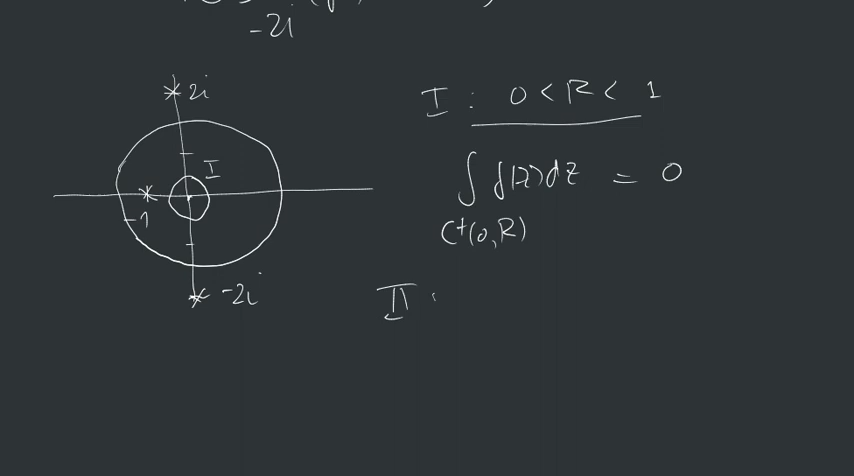 -2i
2i
I
-1
-2i
I : 0 < R < 1
∫ f(z)dz = 0
C⁺(0,R)
II :